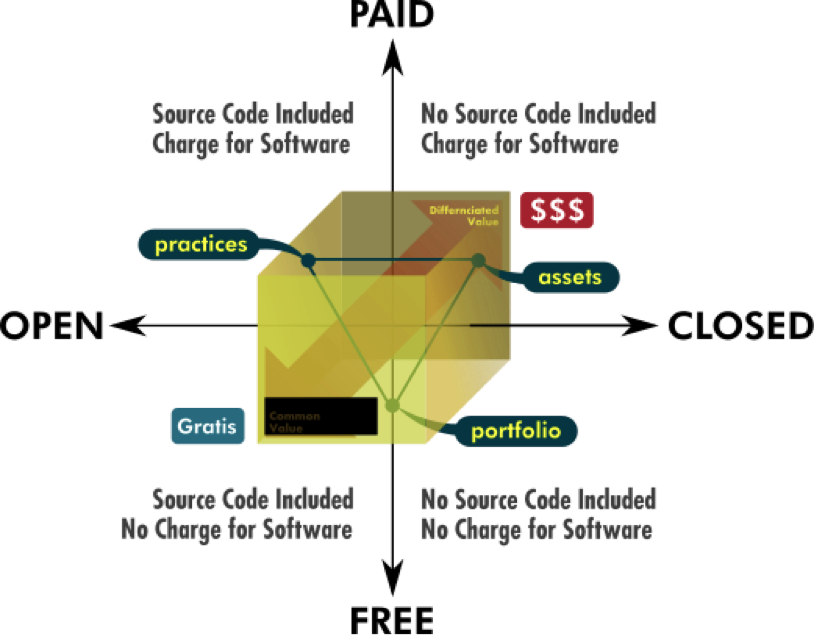 PAID
Source Code Included
Charge for Software
No Source Code Included
Charge for Software
Differnciated
Value
$$$
practices
assets
OPEN
CLOSED
Gratis
Common
Value
portfolio
Source Code Included
No Charge for Software
No Source Code Included
No Charge for Software
FREE